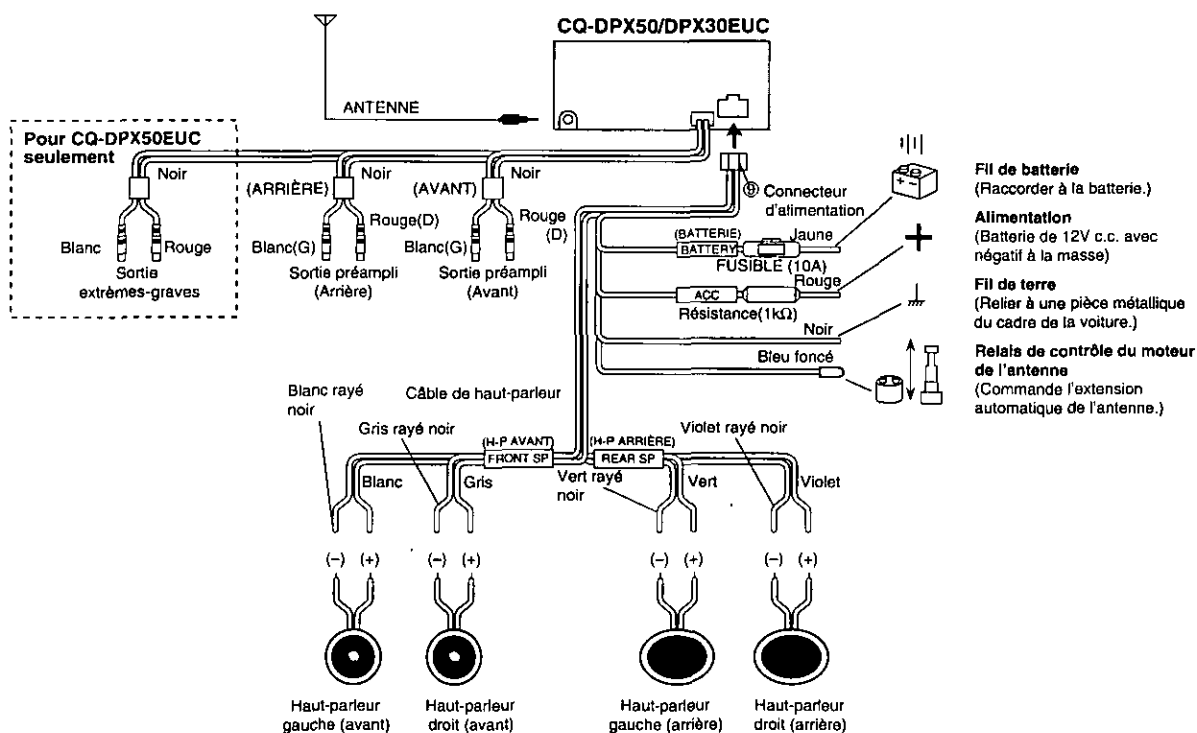 CQ-DPX50/DPX30EUC
ANTENNE
Pour CQ-DPX50EUC
seulement
Noir
Blanc
Rouge
Sortie
extrèmes-graves
(ARRIÈRE)
Noir
Rouge(D)
Blanc(G)
Sortie préampli
(Arrière)
(AVANT)
Noir
Rouge
(D)
Blanc(G)
Sortie préampli
(Avant)
⑨ Connecteur
d'alimentation
(BATTERIE)
BATTERY
Jaune
FUSIBLE (10A)
Rouge
ACC
Résistance(1kΩ)
Noir
Bleu foncé
+ -
Fil de batterie
(Raccorder à la batterie.)
Alimentation
(Batterie de 12V c.c. avec
négatif à la masse)
Fil de terre
(Relier à une pièce métallique
du cadre de la voiture.)
Relais de contrôle du moteur
de l'antenne
(Commande l'extension
automatique de l'antenne.)
Blanc rayé
noir
Câble de haut-parleur
Gris rayé noir
(H-P AVANT)
FRONT SP
(H-P ARRIÈRE)
REAR SP
Violet rayé noir
Vert rayé
noir
Blanc
Gris
Vert
Violet
(–) (+)
(–) (+)
(–) (+)
(–) (+)
Haut-parleur
gauche (avant)
Haut-parleur
droit (avant)
Haut-parleur
gauche (arrière)
Haut-parleur
droit (arrière)